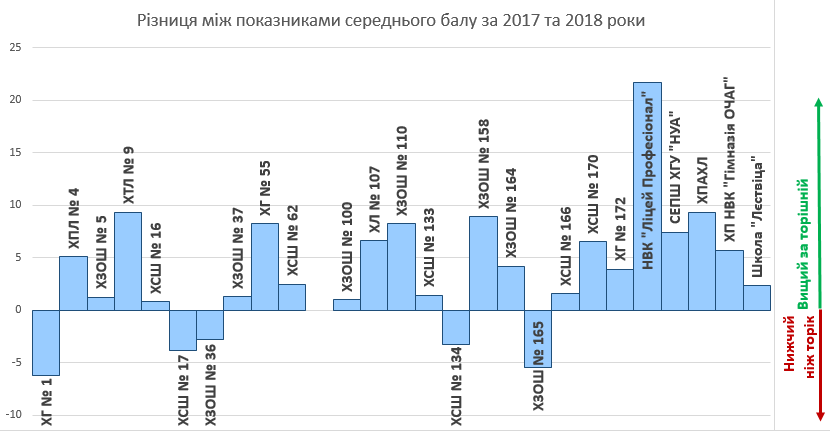 Різниця між показниками середнього балу за 2017 та 2018 роки
25
20
15
10
5
0
-5
-10
ХГ № 1
ХПЛ № 4
ХЗОШ № 5
ХТЛ № 9
ХСШ № 16
ХСШ № 17
ХЗОШ № 36
ХЗОШ № 37
ХГ № 55
ХСШ № 62
ХЗОШ № 100
ХЛ № 107
ХЗОШ № 110
ХСШ № 133
ХСШ № 134
ХЗОШ № 158
ХЗОШ № 164
ХЗОШ № 165
ХСШ № 166
ХСШ № 170
ХГ № 172
НВК "Ліцей Професіонал"
СЕПШ ХГУ "НУА"
ХПАХЛ
ХП НВК "Гімназія ОЧАГ"
Школа "Лєствіца"
Вищий за торішній
Нижчий
ніж торік